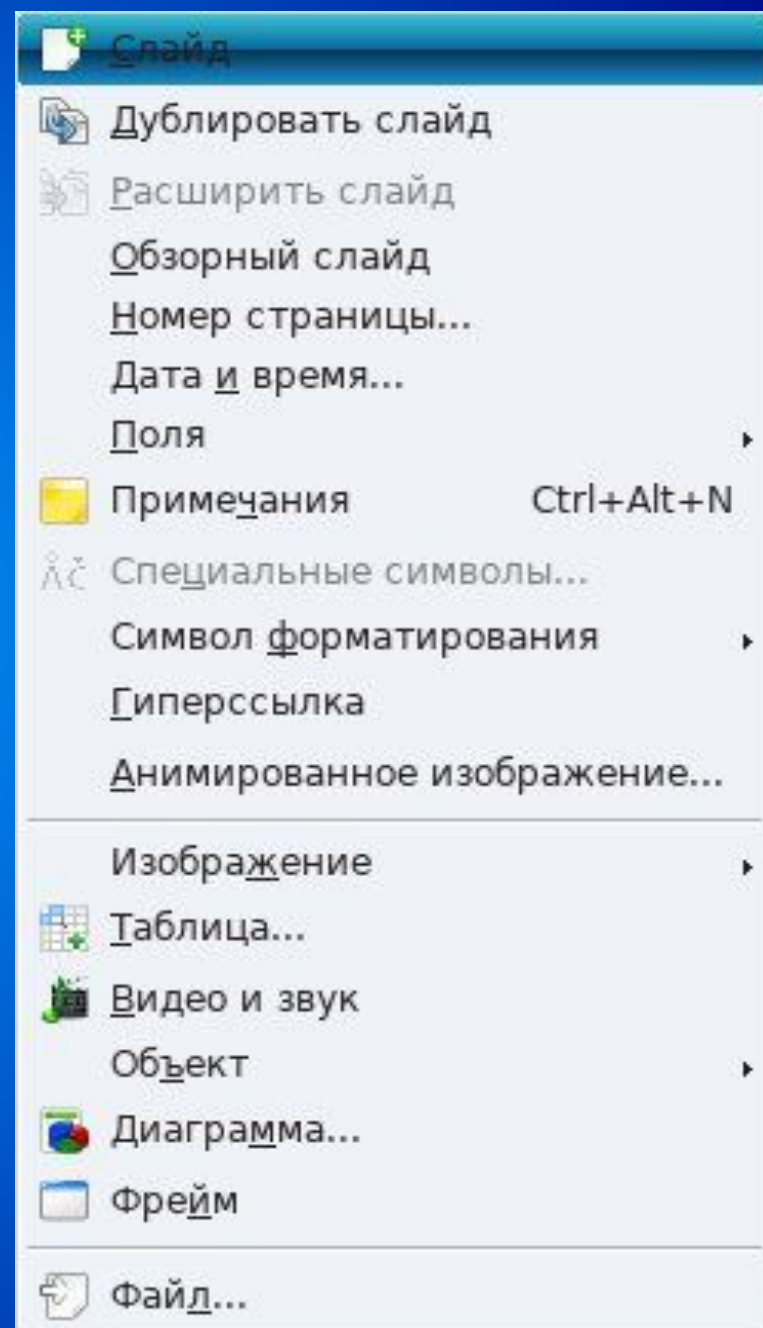 Слайд
Дублировать слайд
Расширить слайд
Обзорный слайд
Номер страницы...
Дата и время...
Поля
Примечания Ctrl+Alt+N
Åč Специальные символы...
Символ форматирования
Гиперссылка
Анимированное изображение...
Изображение
Таблица...
Видео и звук
Объект
Диаграмма...
Фрейм
Файл...